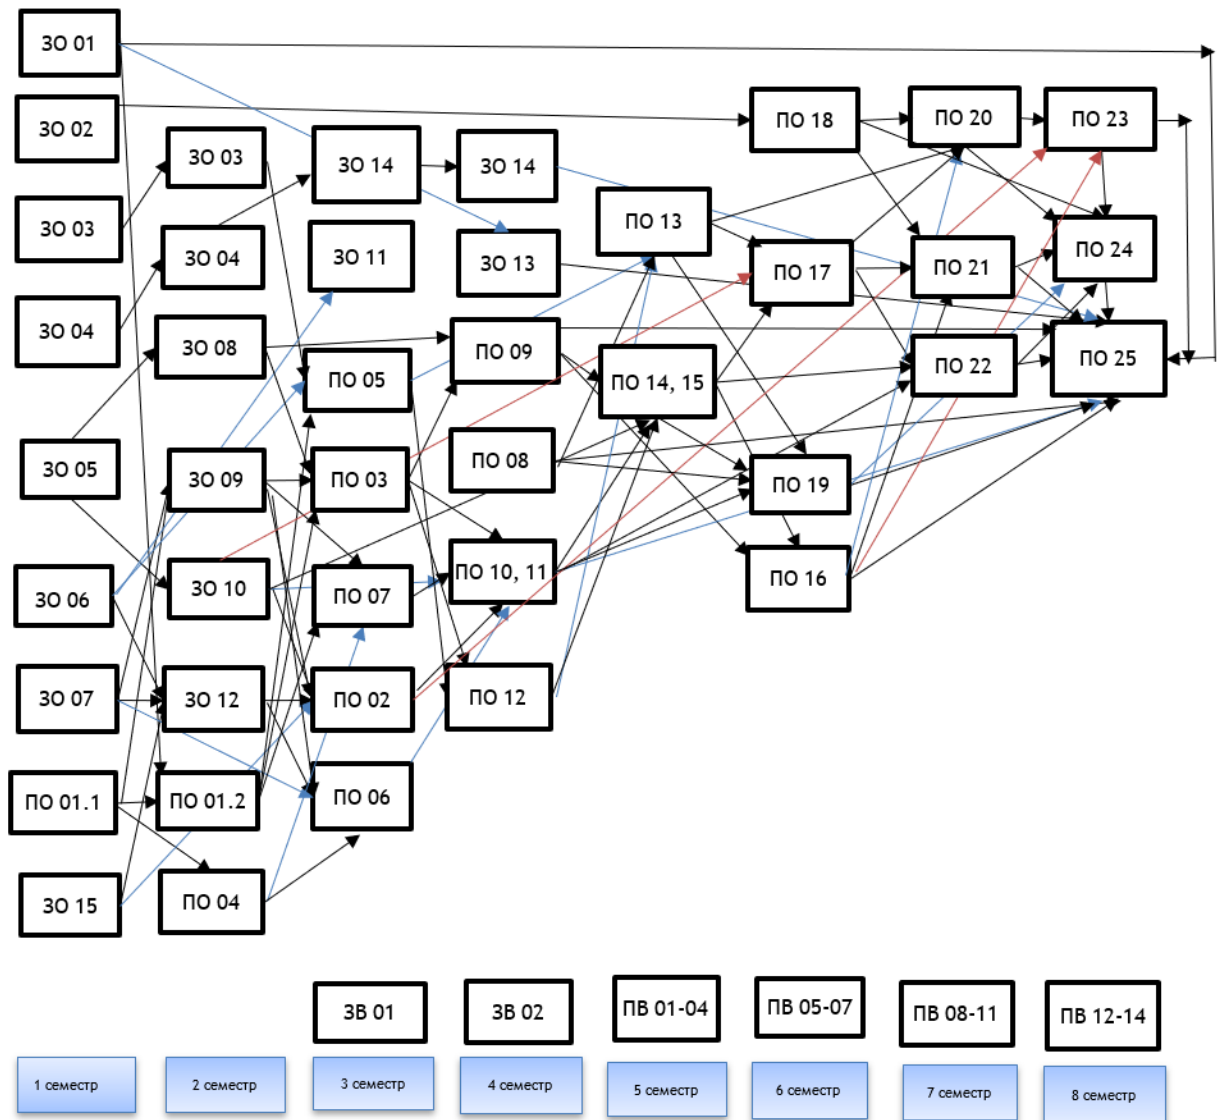 ЗО 01
ЗО 02
ЗО 03
ЗО 04
ЗО 05
ЗО 06
ЗО 07
ПО 01.1
ЗО 15
ЗО 03
ЗО 04
ЗО 08
ЗО 09
ЗО 10
ЗО 12
ПО 01.2
ПО 04
ЗО 14
ЗО 11
ПО 05
ПО 03
ПО 07
ПО 02
ПО 06
ЗО 14
ЗО 13
ПО 09
ПО 08
ПО 10, 11
ПО 12
ПО 13
ПО 14, 15
ПО 18
ПО 17
ПО 19
ПО 16
ПО 20
ПО 21
ПО 22
ПО 23
ПО 24
ПО 25
ЗВ 01
ЗВ 02
ПВ 01-04
ПВ 05-07
ПВ 08-11
ПВ 12-14
1 семестр
2 семестр
3 семестр
4 семестр
5 семестр
6 семестр
7 семестр
8 семестр